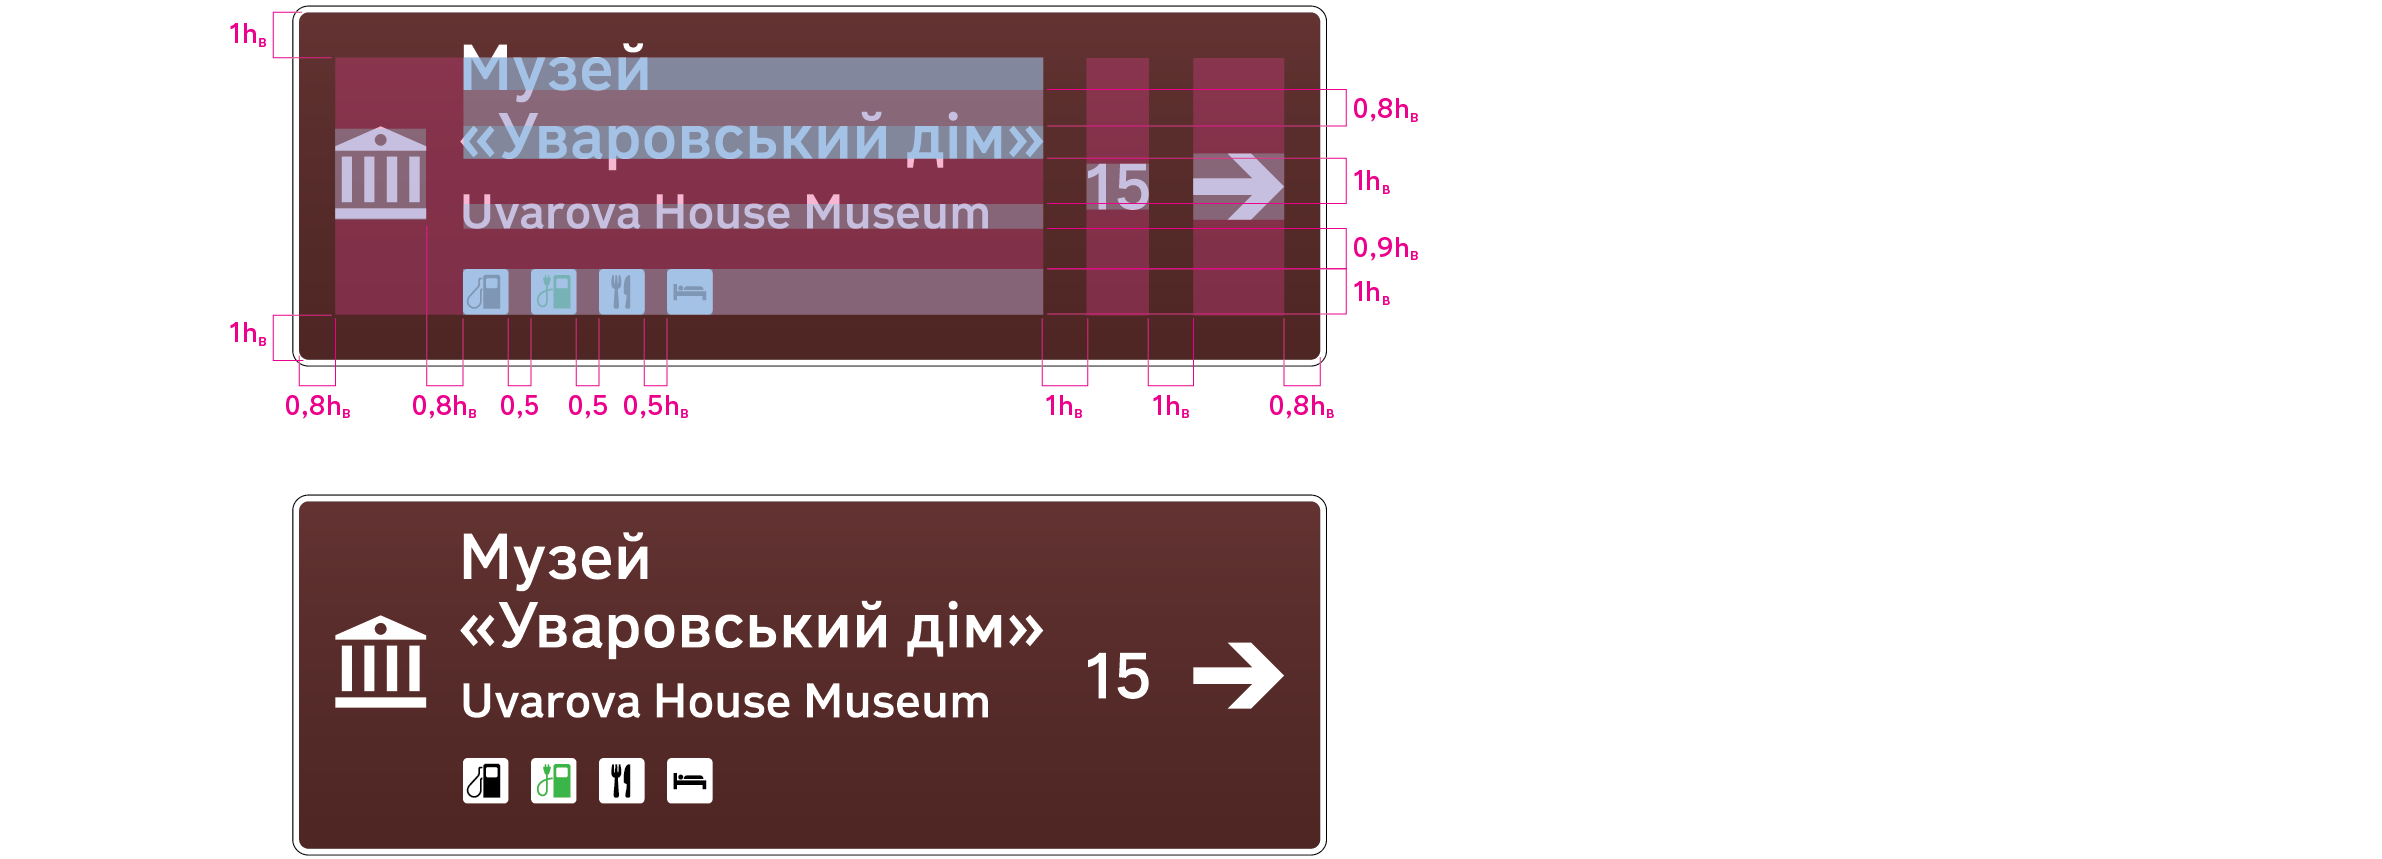 1hв
Музей
0,8hв
«Уваровський дім»
15
1hв
Uvarova House Museum
0,9hв
1hв
1hв
0,8hв
0,8hв
0,5
0,5
0,5hв
1hв
1hв
0,8hв
Музей
«Уваровський дім»
15
Uvarova House Museum